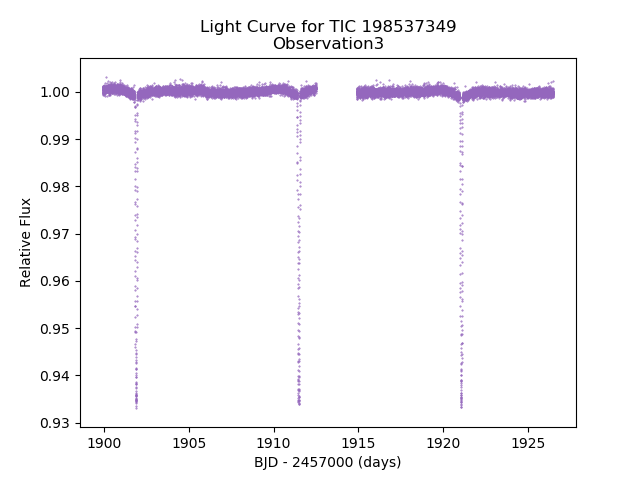 Light Curve for TIC 198537349
Observation3
1.00
0.99
0.98
0.97
0.96
0.95
0.94
0.93
Relative Flux
1900 1905 1910 1915 1920 1925
BJD - 2457000 (days)